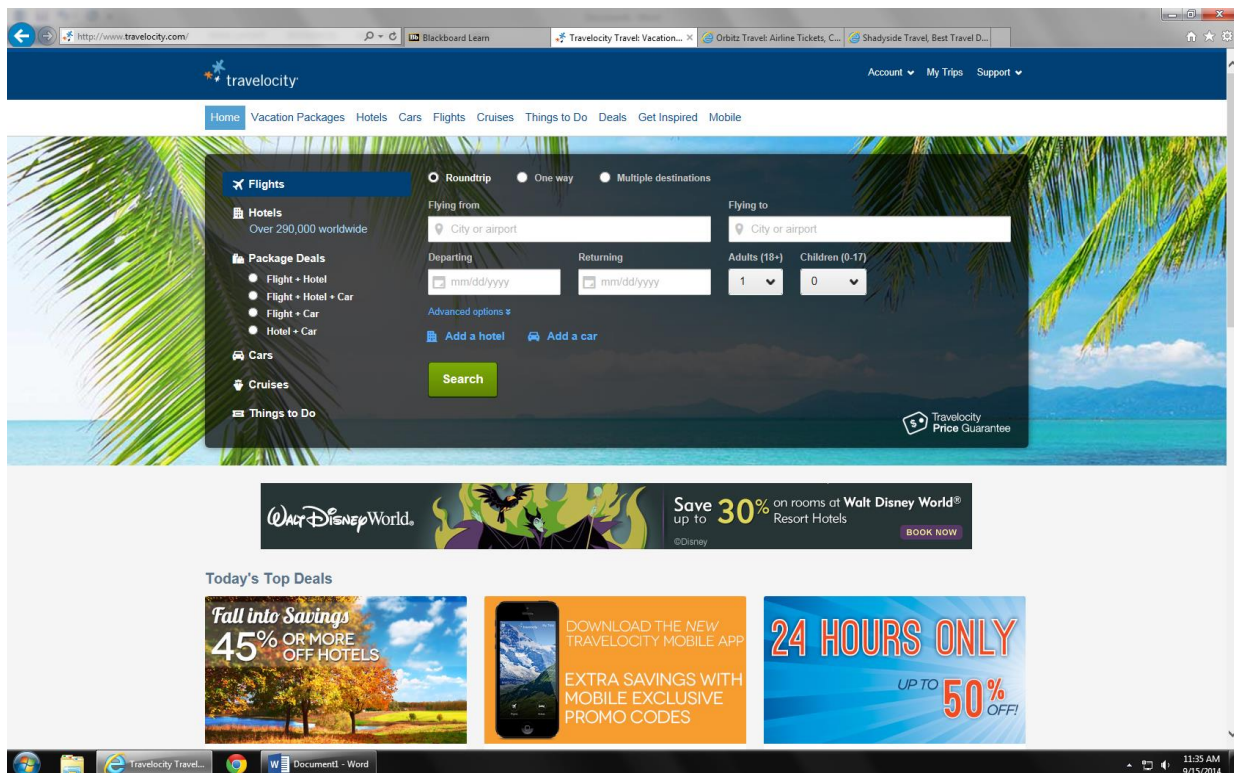 http://www.travelocity.com/
Blackboard Learn
Travelocity Travel: Vacation...
Orbitz Travel: Airline Tickets, C...
Shadyside Travel, Best Travel D...
travelocity
Account My Trips Support
Home Vacation Packages Hotels Cars Flights Cruises Things to Do Deals Get Inspired Mobile
Flights
Hotels
Over 290,000 worldwide
Package Deals
Flight + Hotel
Flight + Hotel + Car
Flight + Car
Hotel + Car
Cars
Cruises
Things to Do
Roundtrip One way Multiple destinations
Flying from Flying to
City or airport City or airport
Departing Returning Adults (18+) Children (0-17)
mm/dd/yyyy mm/dd/yyyy 1 0
Advanced options
Add a hotel Add a car
Search
Travelocity
Price Guarantee
WALT DISNEY World®
Save up to 30% on rooms at Walt Disney World®
Resort Hotels
©Disney
BOOK NOW
Today's Top Deals
Fall into Savings
45% OR MORE
OFF HOTELS
DOWNLOAD THE NEW
TRAVELOCITY MOBILE APP
EXTRA SAVINGS WITH
MOBILE EXCLUSIVE
PROMO CODES
24 HOURS ONLY
UP TO 50% OFF!
Travelocity Travel...
Document1 - Word
11:35 AM
9/15/2014